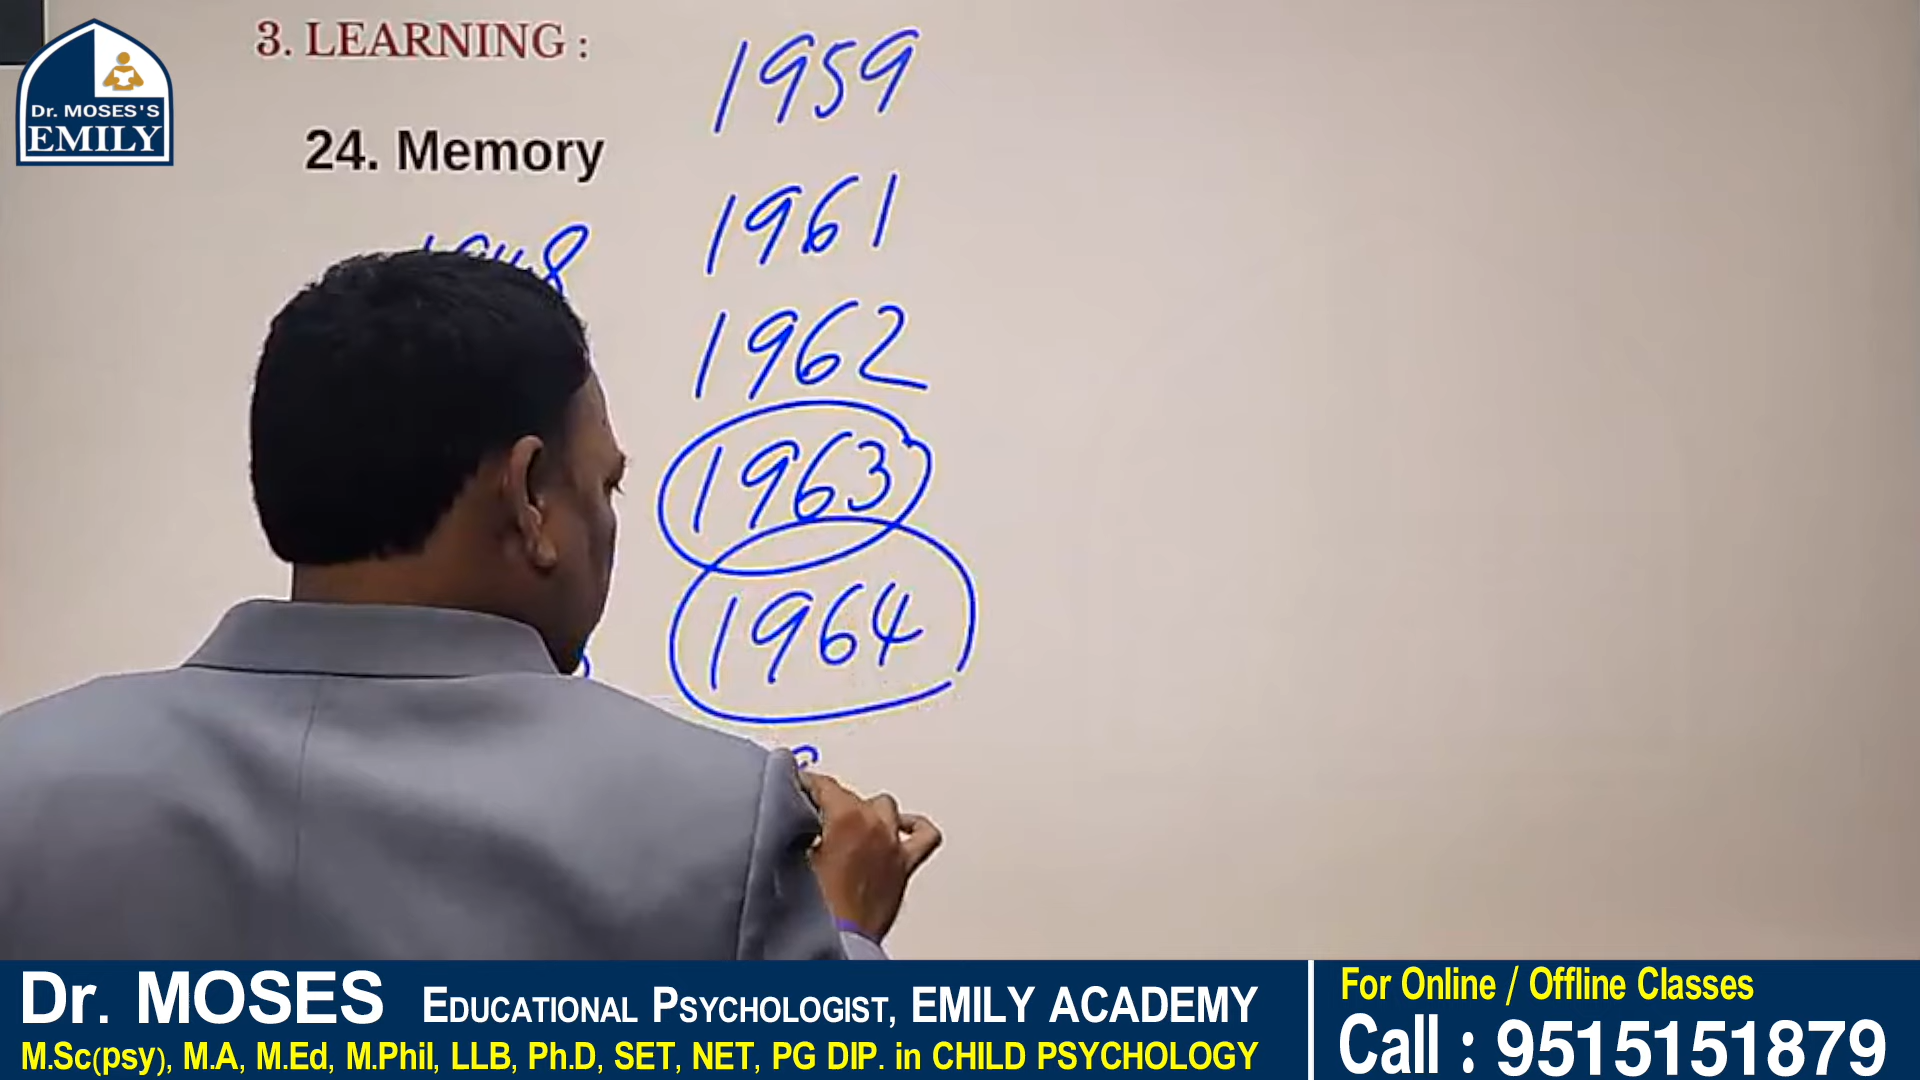 3. LEARNING :
24. Memory
1959
1961
1962
1963
1964
Dr. MOSES'S
EMILY
Dr. MOSES EDUCATIONAL PSYCHOLOGIST, EMILY ACADEMY
M.Sc(psy), M.A, M.Ed, M.Phil, LLB, Ph.D, SET, NET, PG DIP. in CHILD PSYCHOLOGY
For Online / Offline Classes
Call : 9515151879